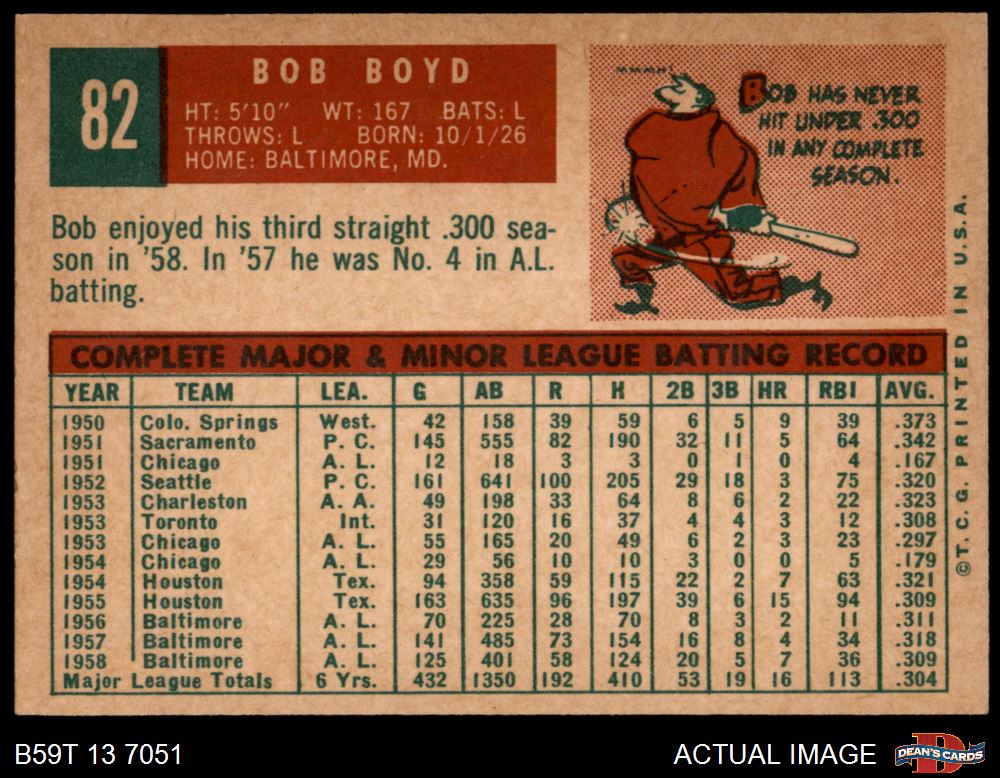 82
BOB BOYD
HT: 5'10" WT: 167 BATS: L
THROWS: L BORN: 10/1/26
HOME: BALTIMORE, MD.
MMMMH!
BOB HAS NEVER
HIT UNDER .300
IN ANY COMPLETE
SEASON.
Bob enjoyed his third straight .300 sea-
son in '58. In '57 he was No. 4 in A.L.
batting.
COMPLETE MAJOR & MINOR LEAGUE BATTING RECORD
YEAR TEAM LEA. G AB R H 2B 3B HR RBI AVG.
1950 Colo. Springs West. 42 158 39 59 6 5 9 39 .373
1951 Sacramento P. C. 145 555 82 190 32 11 5 64 .342
1951 Chicago A. L. 12 18 3 3 0 1 0 4 .167
1952 Seattle P. C. 161 641 100 205 29 18 3 75 .320
1953 Charleston A. A. 49 198 33 64 8 6 2 22 .323
1953 Toronto Int. 31 120 16 37 4 4 3 12 .308
1953 Chicago A. L. 55 165 20 49 6 2 3 23 .297
1954 Chicago A. L. 29 56 10 10 3 0 0 5 .179
1954 Houston Tex. 94 358 59 115 22 2 7 63 .321
1955 Houston Tex. 163 635 96 197 39 6 15 94 .309
1956 Baltimore A. L. 70 225 28 70 8 3 2 11 .311
1957 Baltimore A. L. 141 485 73 154 16 8 4 34 .318
1958 Baltimore A. L. 125 401 58 124 20 5 7 36 .309
Major League Totals 6 Yrs. 432 1350 192 410 53 19 16 113 .304
©T. C. G. PRINTED IN U.S.A.
B59T 13 7051
ACTUAL IMAGE
DEAN'S CARDS